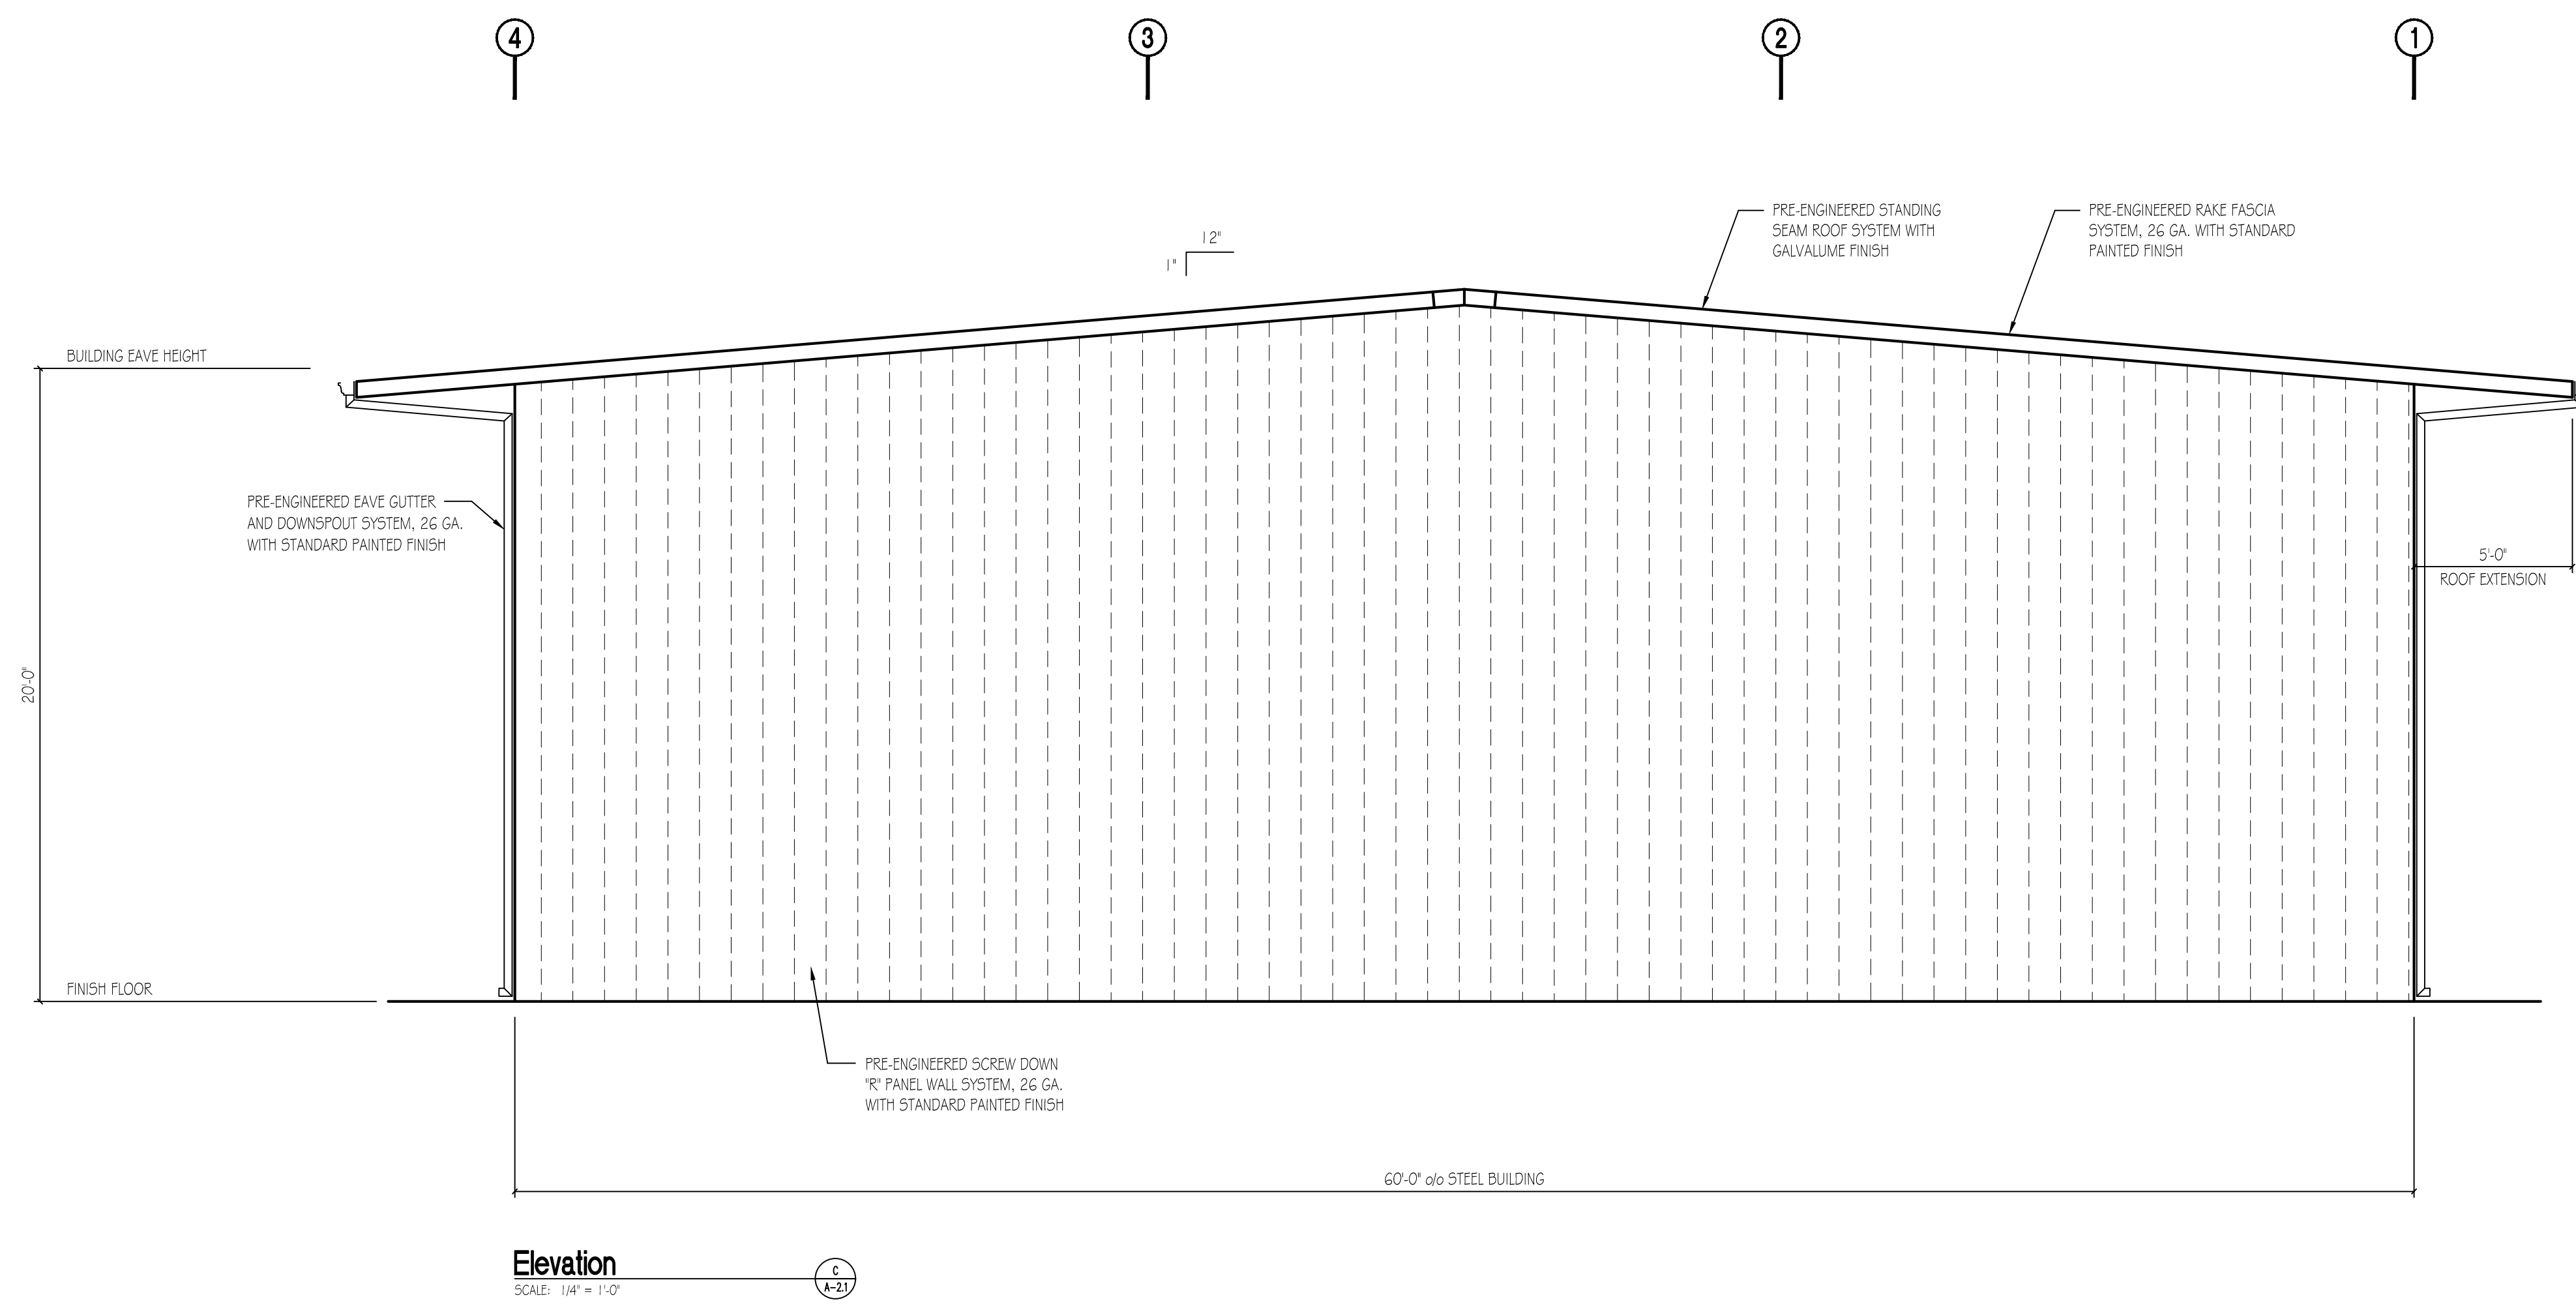 4
3
2
1
PRE-ENGINEERED STANDING
SEAM ROOF SYSTEM WITH
GALVALUME FINISH
PRE-ENGINEERED RAKE FASCIA
SYSTEM, 26 GA. WITH STANDARD
PAINTED FINISH
12"
1"
BUILDING EAVE HEIGHT
PRE-ENGINEERED EAVE GUTTER
AND DOWNSPOUT SYSTEM, 26 GA.
WITH STANDARD PAINTED FINISH
5'-0"
ROOF EXTENSION
20'-0"
FINISH FLOOR
PRE-ENGINEERED SCREW DOWN
"R" PANEL WALL SYSTEM, 26 GA.
WITH STANDARD PAINTED FINISH
60'-0" o/o STEEL BUILDING
Elevation
SCALE: 1/4" = 1'-0"
C
A-2.1